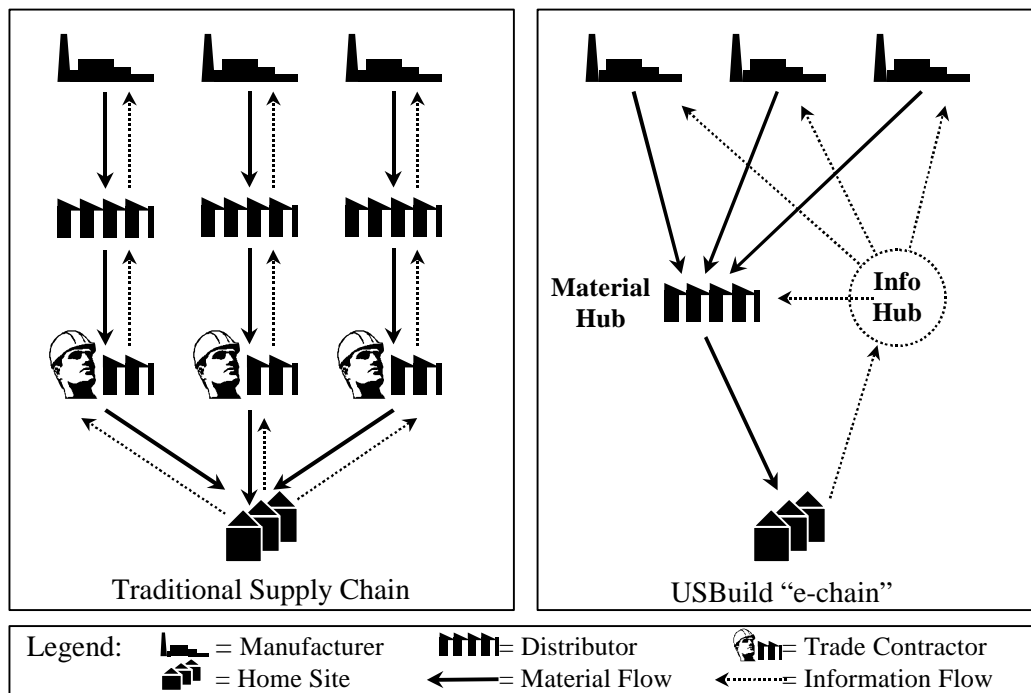 Material
Hub
Info
Hub
Traditional Supply Chain
USBuild “e-chain”
Legend:
= Manufacturer
= Distributor
= Trade Contractor
= Home Site
= Material Flow
= Information Flow